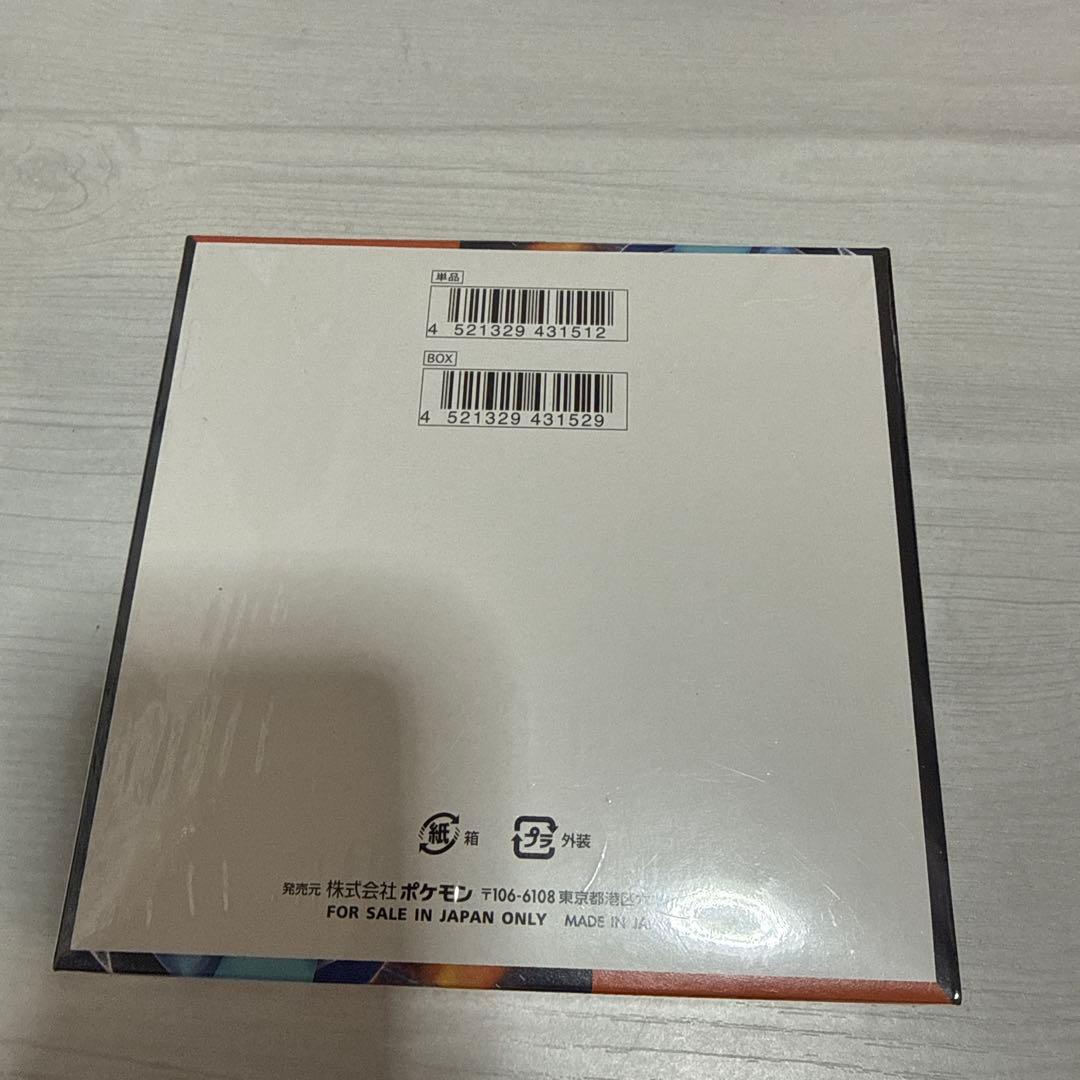 単品
4 521329 431512
BOX
4 521329 431529
紙 箱
プラ 外装
発売元 株式会社 ポケモン 〒106-6108 東京都港区
FOR SALE IN JAPAN ONLY MADE IN